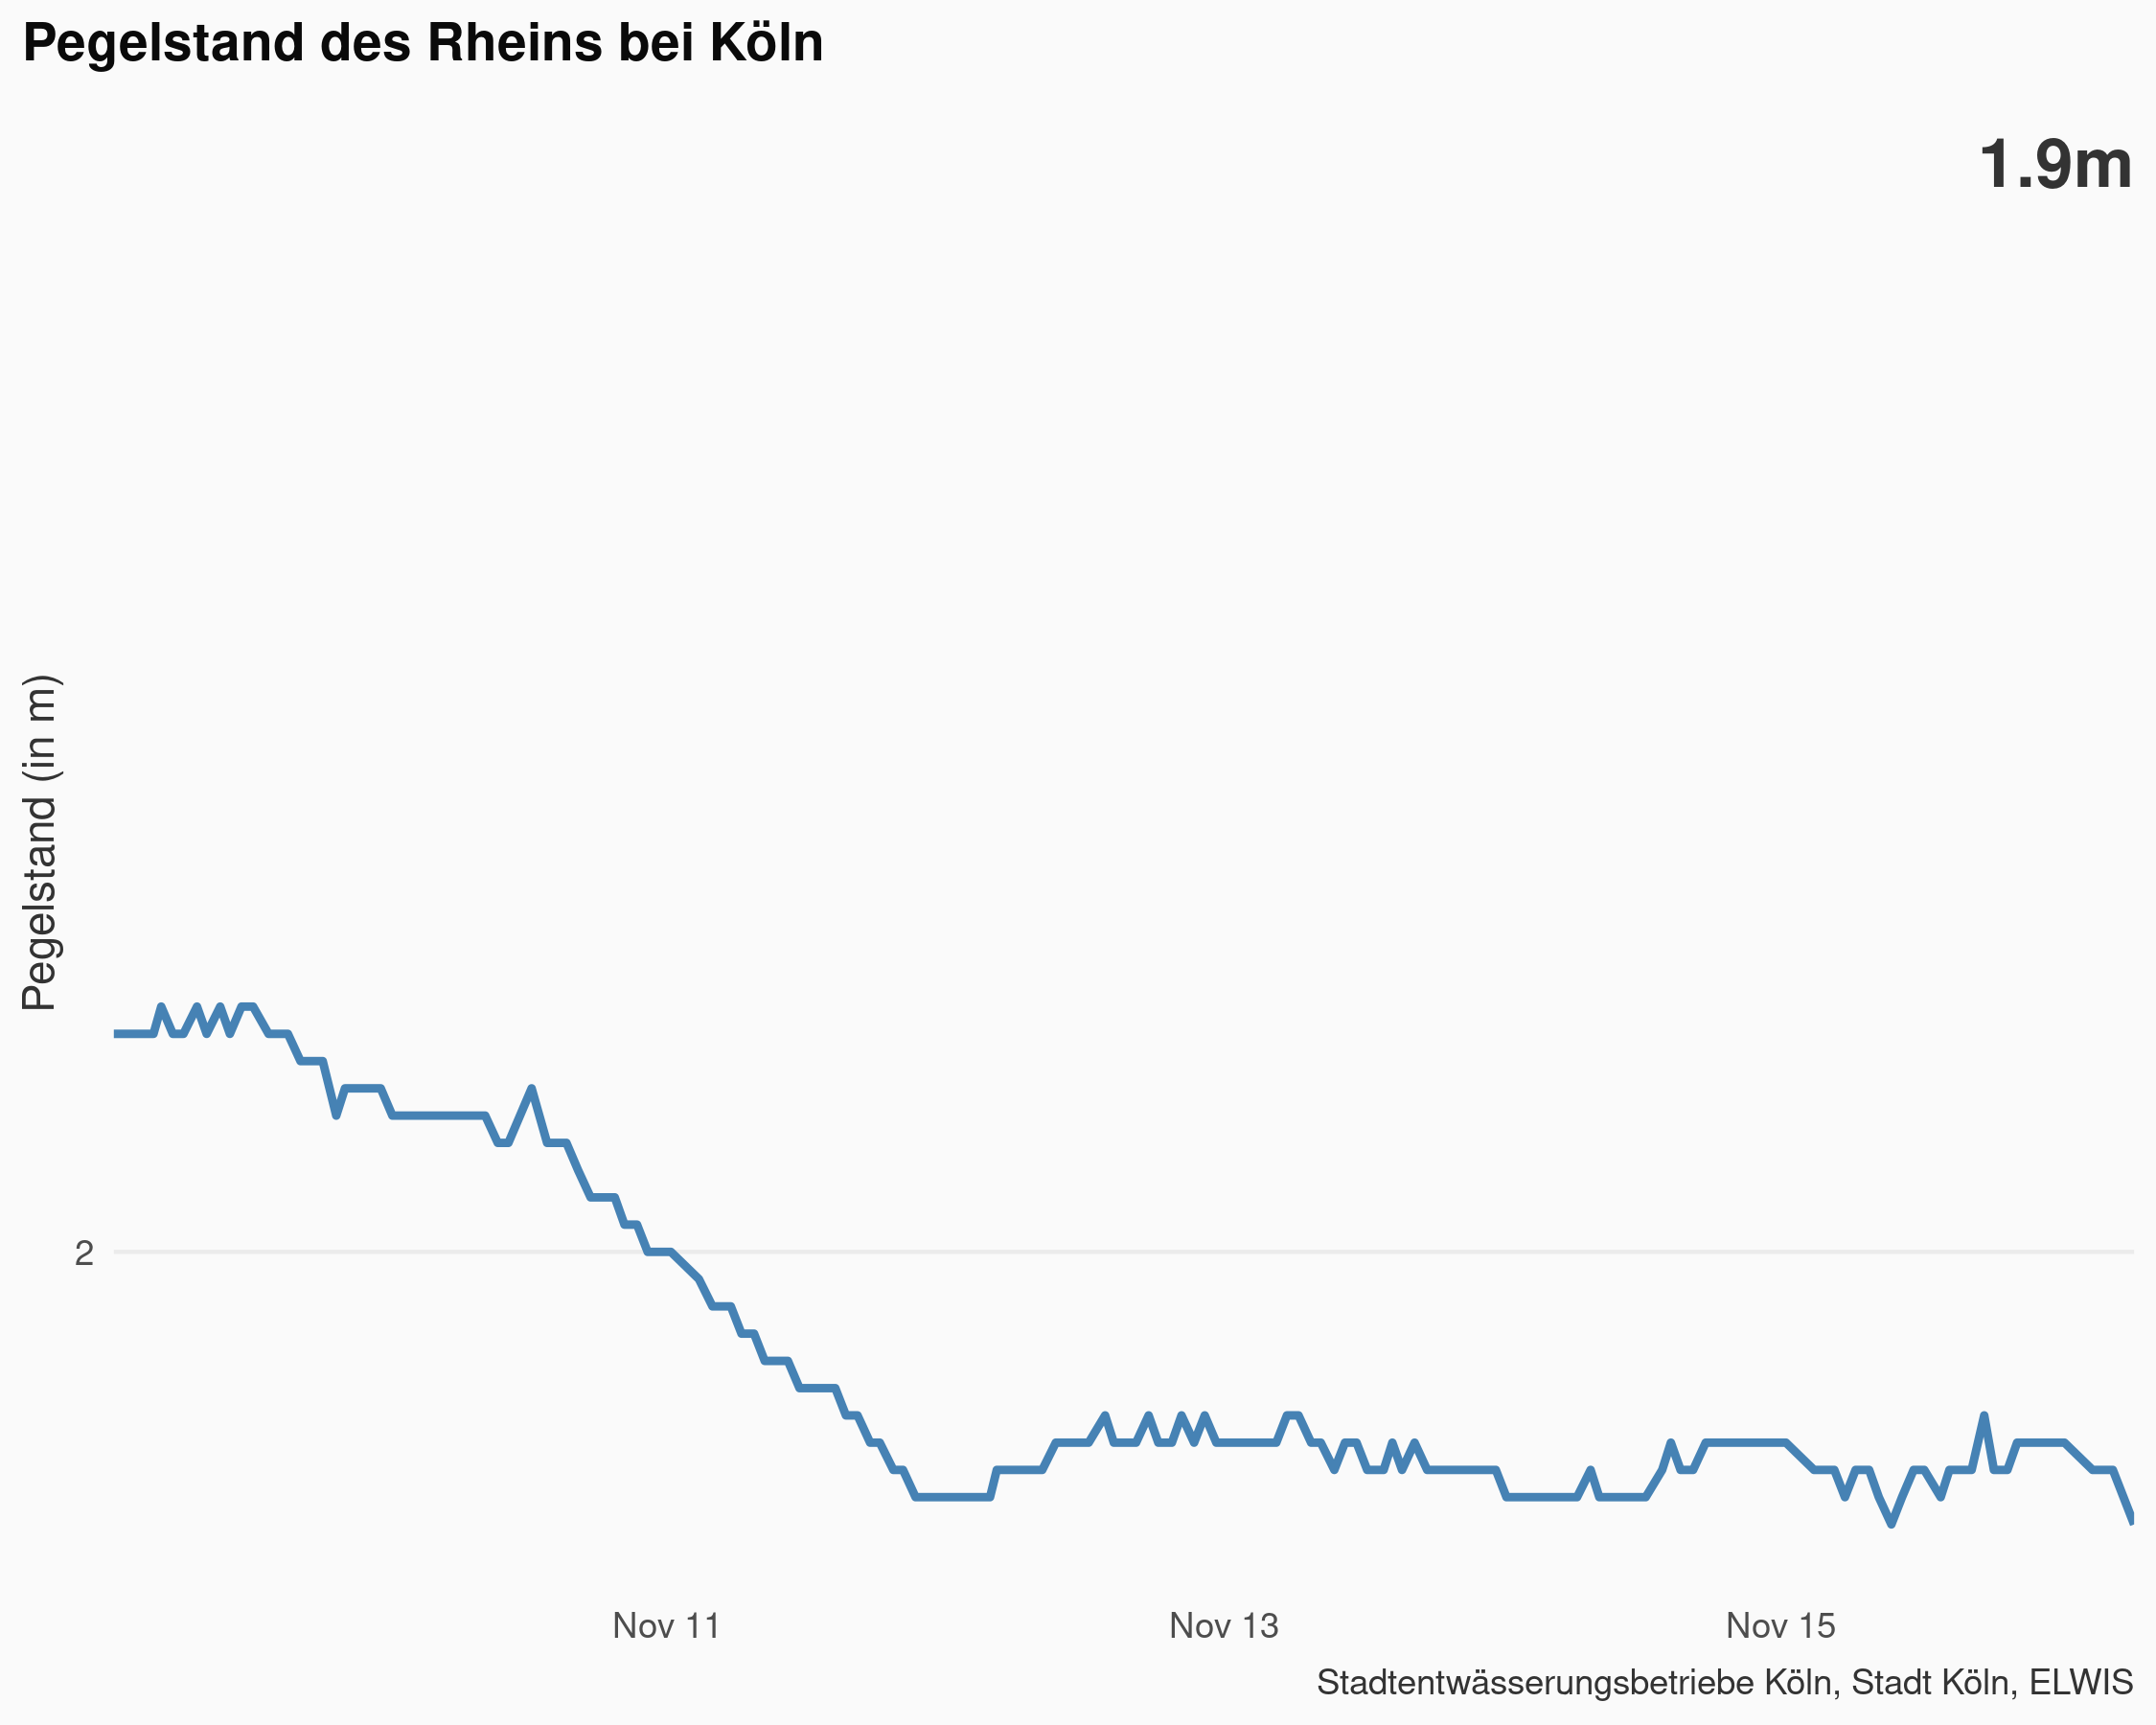 Pegelstand des Rheins bei Köln
1.9m
Pegelstand (in m)
2
Nov 11
Nov 13
Nov 15
Stadtentwässerungsbetriebe Köln, Stadt Köln, ELWIS